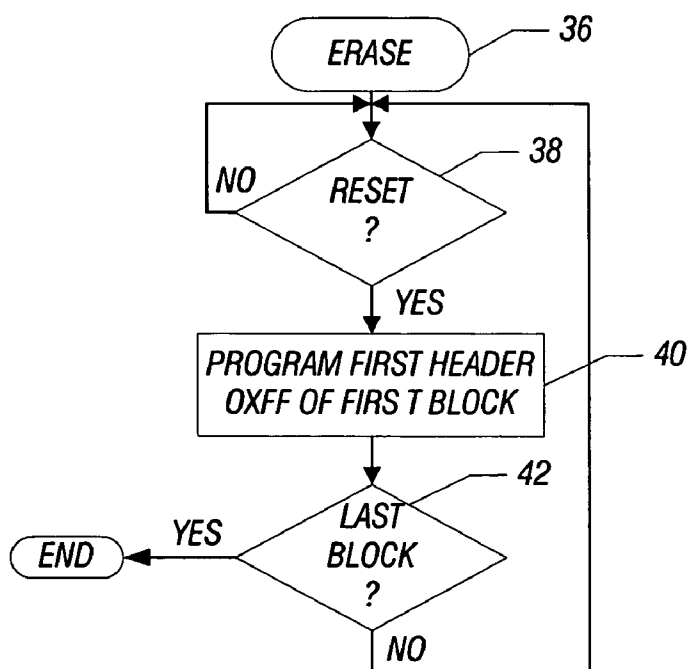 ERASE
36
38
NO
RESET
?
YES
PROGRAM FIRST HEADER
OXFF OF FIRS T BLOCK
40
42
LAST
BLOCK
?
YES
END
NO